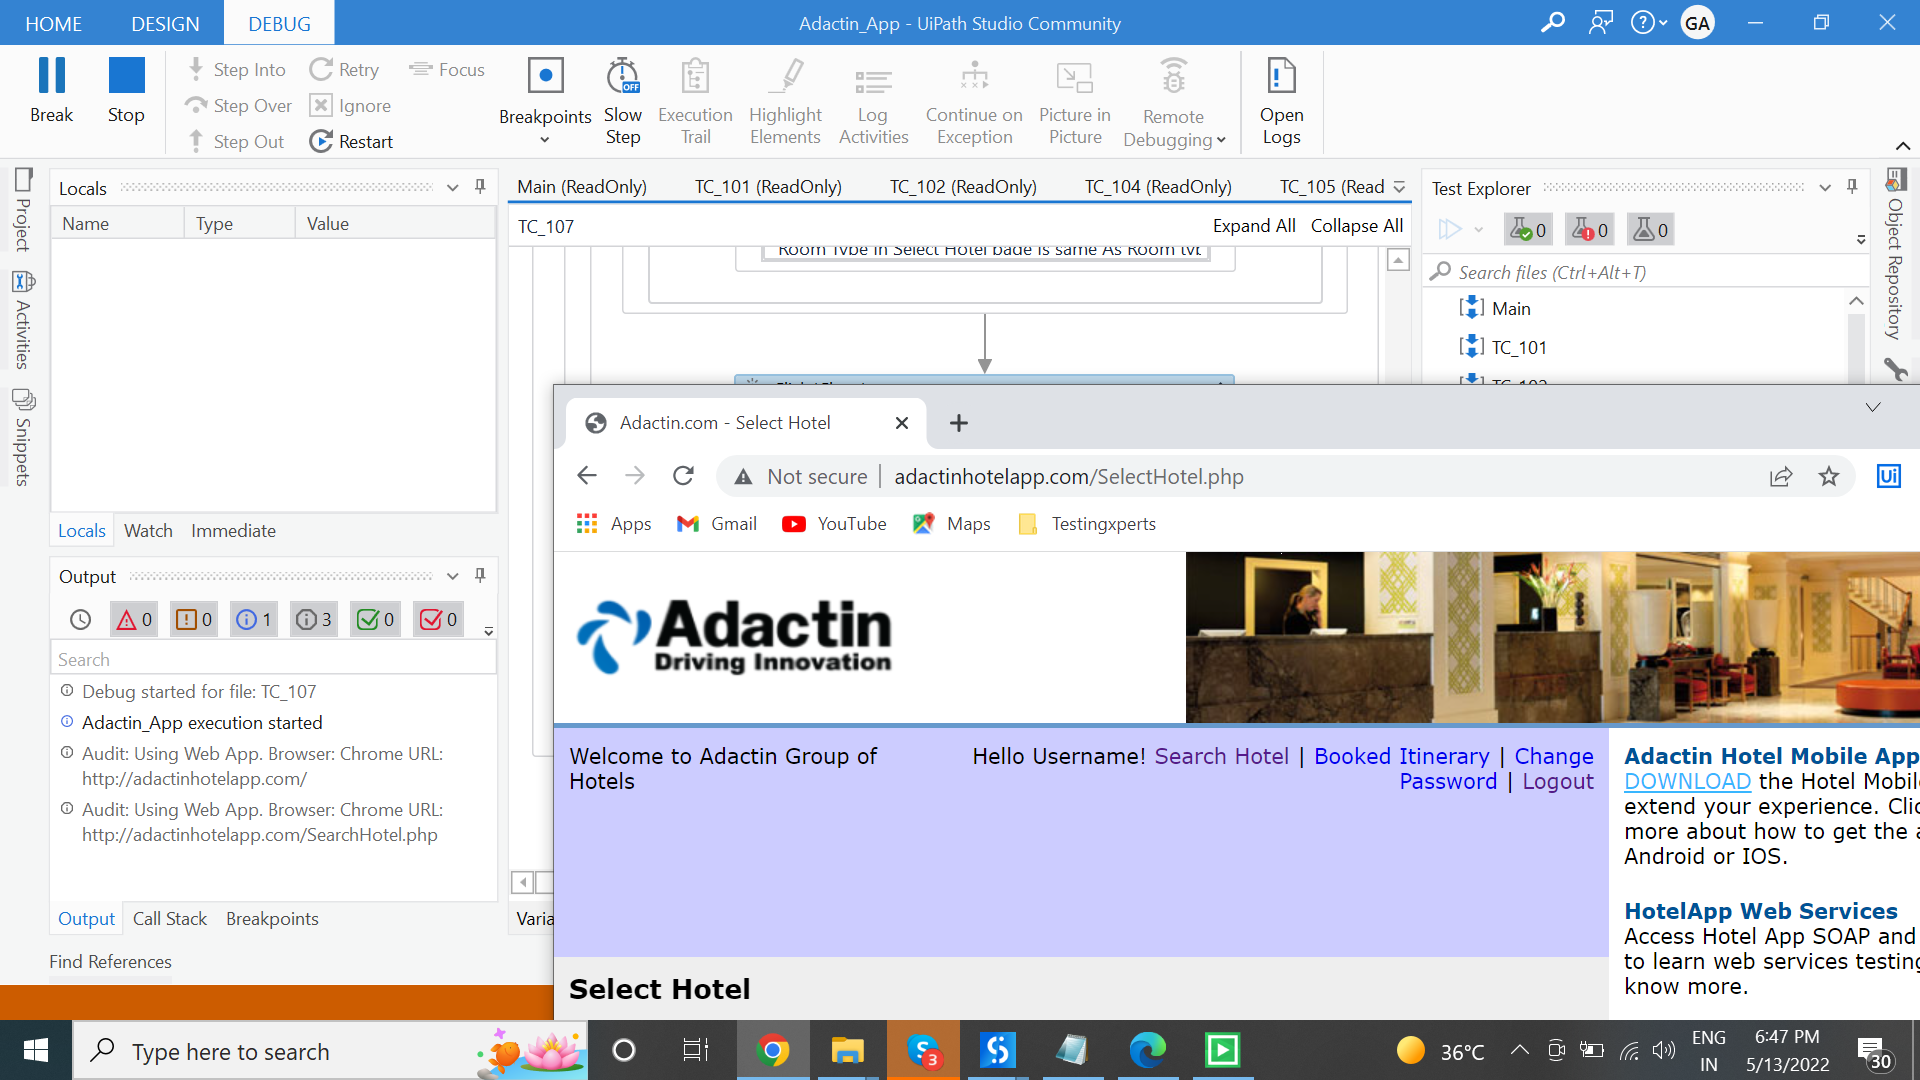 HOME DESIGN DEBUG
Adactin_App - UiPath Studio Community
GA
Break
Stop
Step Into
Step Over
Step Out
Retry
Ignore
Restart
Focus
Breakpoints
Slow Step
OFF
Execution Trail
Highlight Elements
Log Activities
Continue on Exception
Picture in Picture
Remote Debugging
Open Logs
Project
Activities
Snippets
Locals
Name Type Value
Locals Watch Immediate
Output
0 0 1 3 0 0
Search
Debug started for file: TC_107
Adactin_App execution started
Audit: Using Web App. Browser: Chrome URL:
http://adactinhotelapp.com/
Audit: Using Web App. Browser: Chrome URL:
http://adactinhotelapp.com/SearchHotel.php
Output Call Stack Breakpoints
Find References
Main (ReadOnly) TC_101 (ReadOnly) TC_102 (ReadOnly) TC_104 (ReadOnly) TC_105 (Read
TC_107
Expand All Collapse All
Room Type in Select Hotel page is same As Room
Varia
Test Explorer
0 0 0
Search files (Ctrl+Alt+T)
Main
TC_101
Object Repository
Adactin.com - Select Hotel
Not secure adactinhotelapp.com/SelectHotel.php
Ui
Apps Gmail YouTube Maps Testingxperts
Adactin
Driving Innovation
Welcome to Adactin Group of
Hotels
Hello Username! Search Hotel | Booked Itinerary | Change
Password | Logout
Adactin Hotel Mobile App
DOWNLOAD the Hotel Mobile
extend your experience. Clic
more about how to get the a
Android or IOS.
HotelApp Web Services
Access Hotel App SOAP and
to learn web services testing
know more.
Select Hotel
Type here to search
3
36°C
ENG
IN
6:47 PM
5/13/2022
30